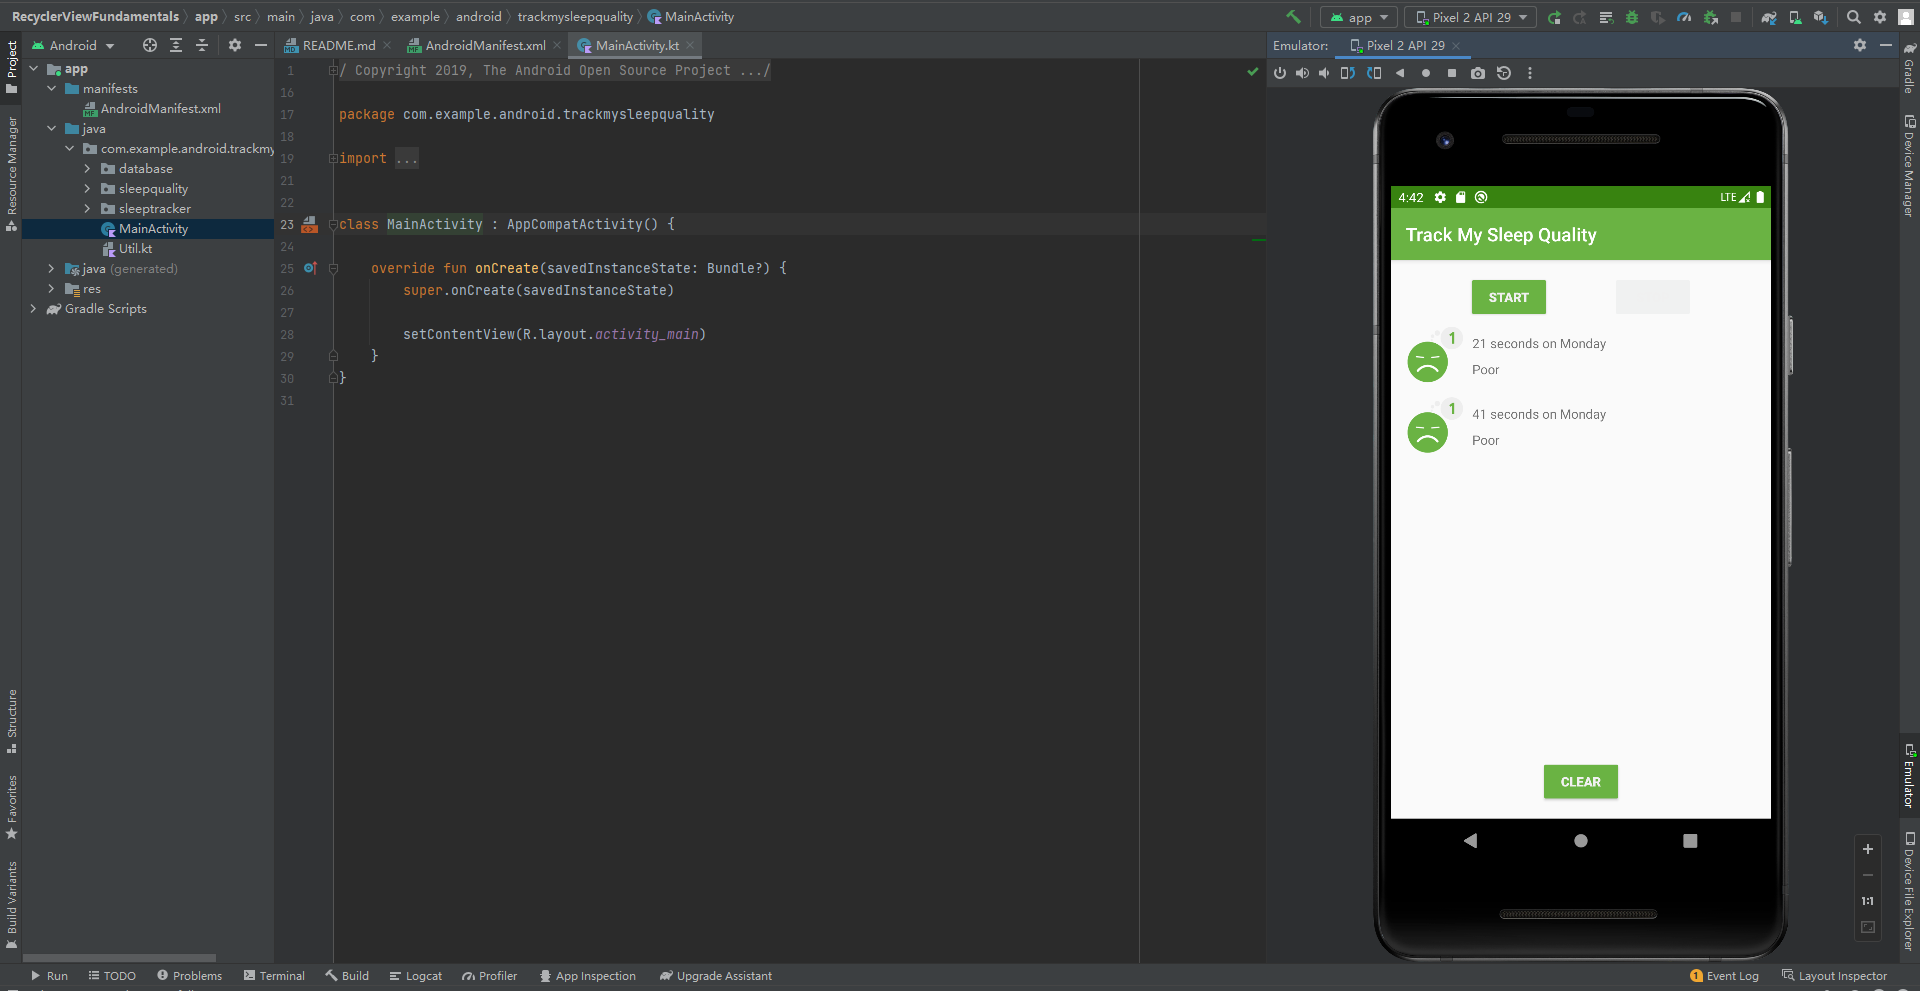 RecyclerViewFundamentals app src main java com example android trackmysleepquality MainActivity
app Pixel 2 API 29
Project
Android
README.md AndroidManifest.xml MainActivity.kt
Emulator: Pixel 2 API 29
Gradle
Device Manager
Resource Manager
app
manifests
AndroidManifest.xml
java
com.example.android.trackmy
database
sleepquality
sleeptracker
MainActivity
Util.kt
java (generated)
res
Gradle Scripts
1 / Copyright 2019, The Android Open Source Project .../
16
17 package com.example.android.trackmysleepquality
18
19 import ...
21
22
23 class MainActivity : AppCompatActivity() {
24
25 override fun onCreate(savedInstanceState: Bundle?) {
26 super.onCreate(savedInstanceState)
27
28 setContentView(R.layout.activity_main)
29 }
30 }
31
4:42 LTE
Track My Sleep Quality
START
1
21 seconds on Monday
Poor
1
41 seconds on Monday
Poor
CLEAR
1:1
Structure
Favorites
Build Variants
Emulator
Device File Explorer
Run TODO Problems Terminal Build Logcat Profiler App Inspection Upgrade Assistant
1 Event Log Layout Inspector